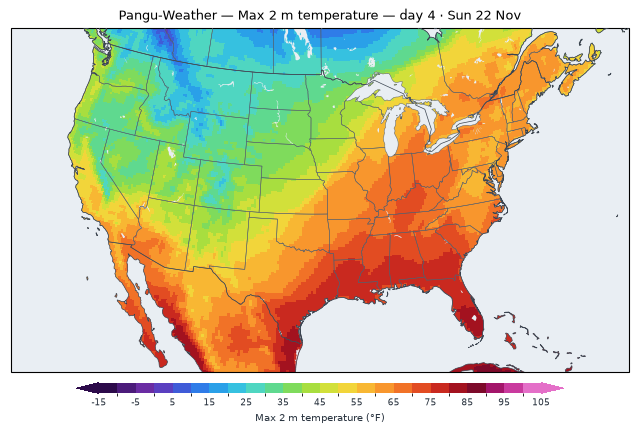 Pangu-Weather — Max 2 m temperature — day 4 · Sun 22 Nov
-15 -5 5 15 25 35 45 55 65 75 85 95 105
Max 2 m temperature (°F)